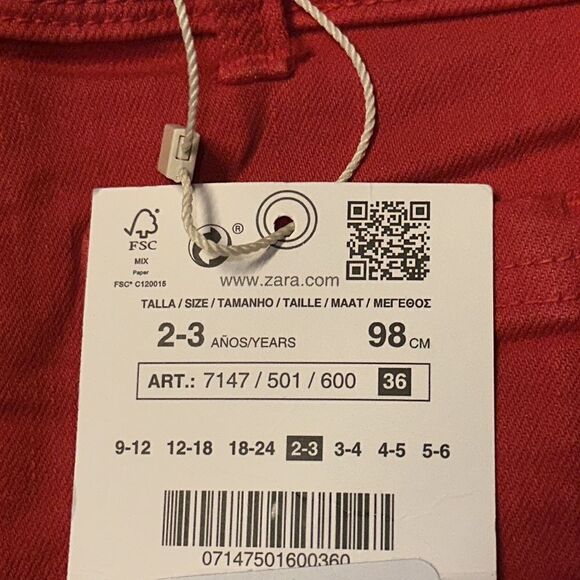 FSC
®
MIX
Paper
FSC® C120015
www.zara.com
TALLA / SIZE / TAMANHO / TAILLE / MAAT / ΜΕΓΕΘΟΣ
2-3 AÑOS/YEARS 98 CM
ART.: 7147 / 501 / 600 36
9-12 12-18 18-24 2-3 3-4 4-5 5-6
07147501600360